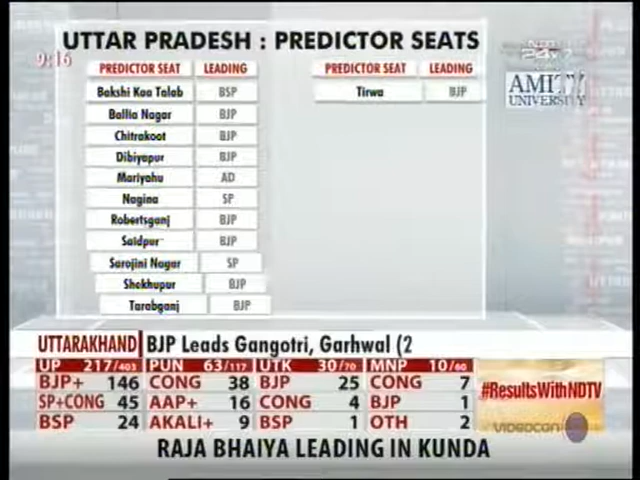 UTTAR PRADESH : PREDICTOR SEATS
9:16
NDTV
24x7
AMITY
UNIVERSITY
PREDICTOR SEAT LEADING
Bakshi Kaa Talab BSP
Ballia Nagar BJP
Chitrakoot BJP
Dibiyapur BJP
Mariyahu AD
Nagina SP
Robertsganj BJP
Saidpur BJP
Sarojini Nagar SP
Shekhupur BJP
Tarabganj BJP
PREDICTOR SEAT LEADING
Tirwa BJP
UTTARAKHAND BJP Leads Gangotri, Garhwal (2
UP 217/403 PUN 63/117 UTK 30/70 MNP 10/60
BJP+ 146 CONG 38 BJP 25 CONG 7
SP+CONG 45 AAP+ 16 CONG 4 BJP 1
BSP 24 AKALI+ 9 BSP 1 OTH 2
#ResultsWithNDTV
VIDEOCON
RAJA BHAIYA LEADING IN KUNDA